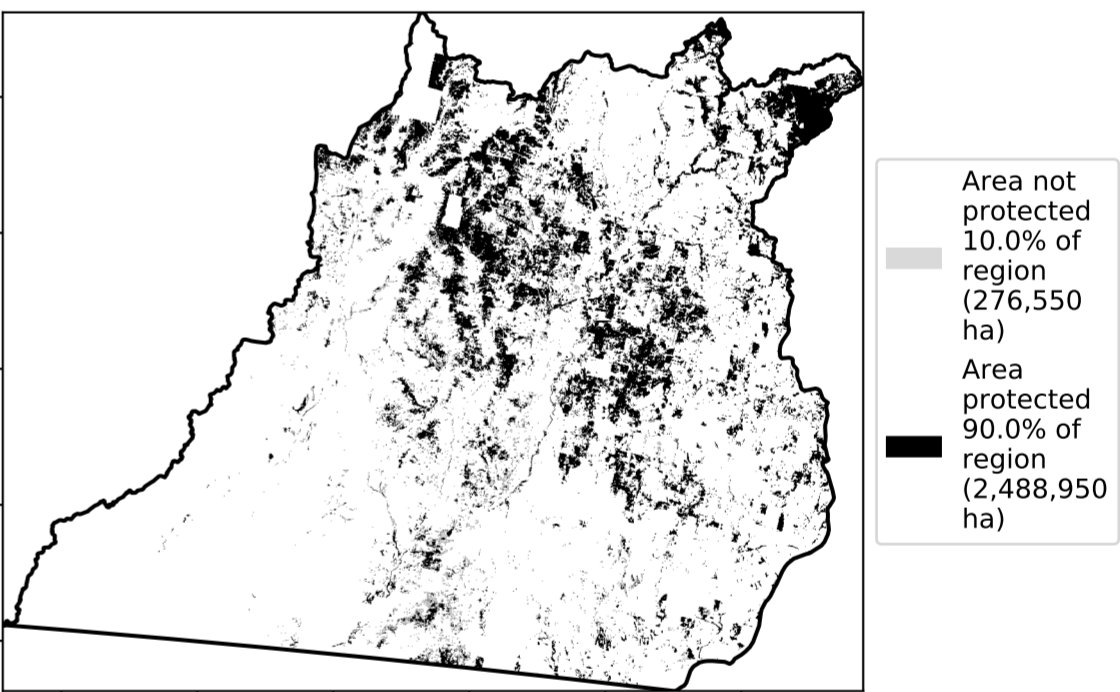 Area not
protected
10.0% of
region
(276,550
ha)
Area
protected
90.0% of
region
(2,488,950
ha)